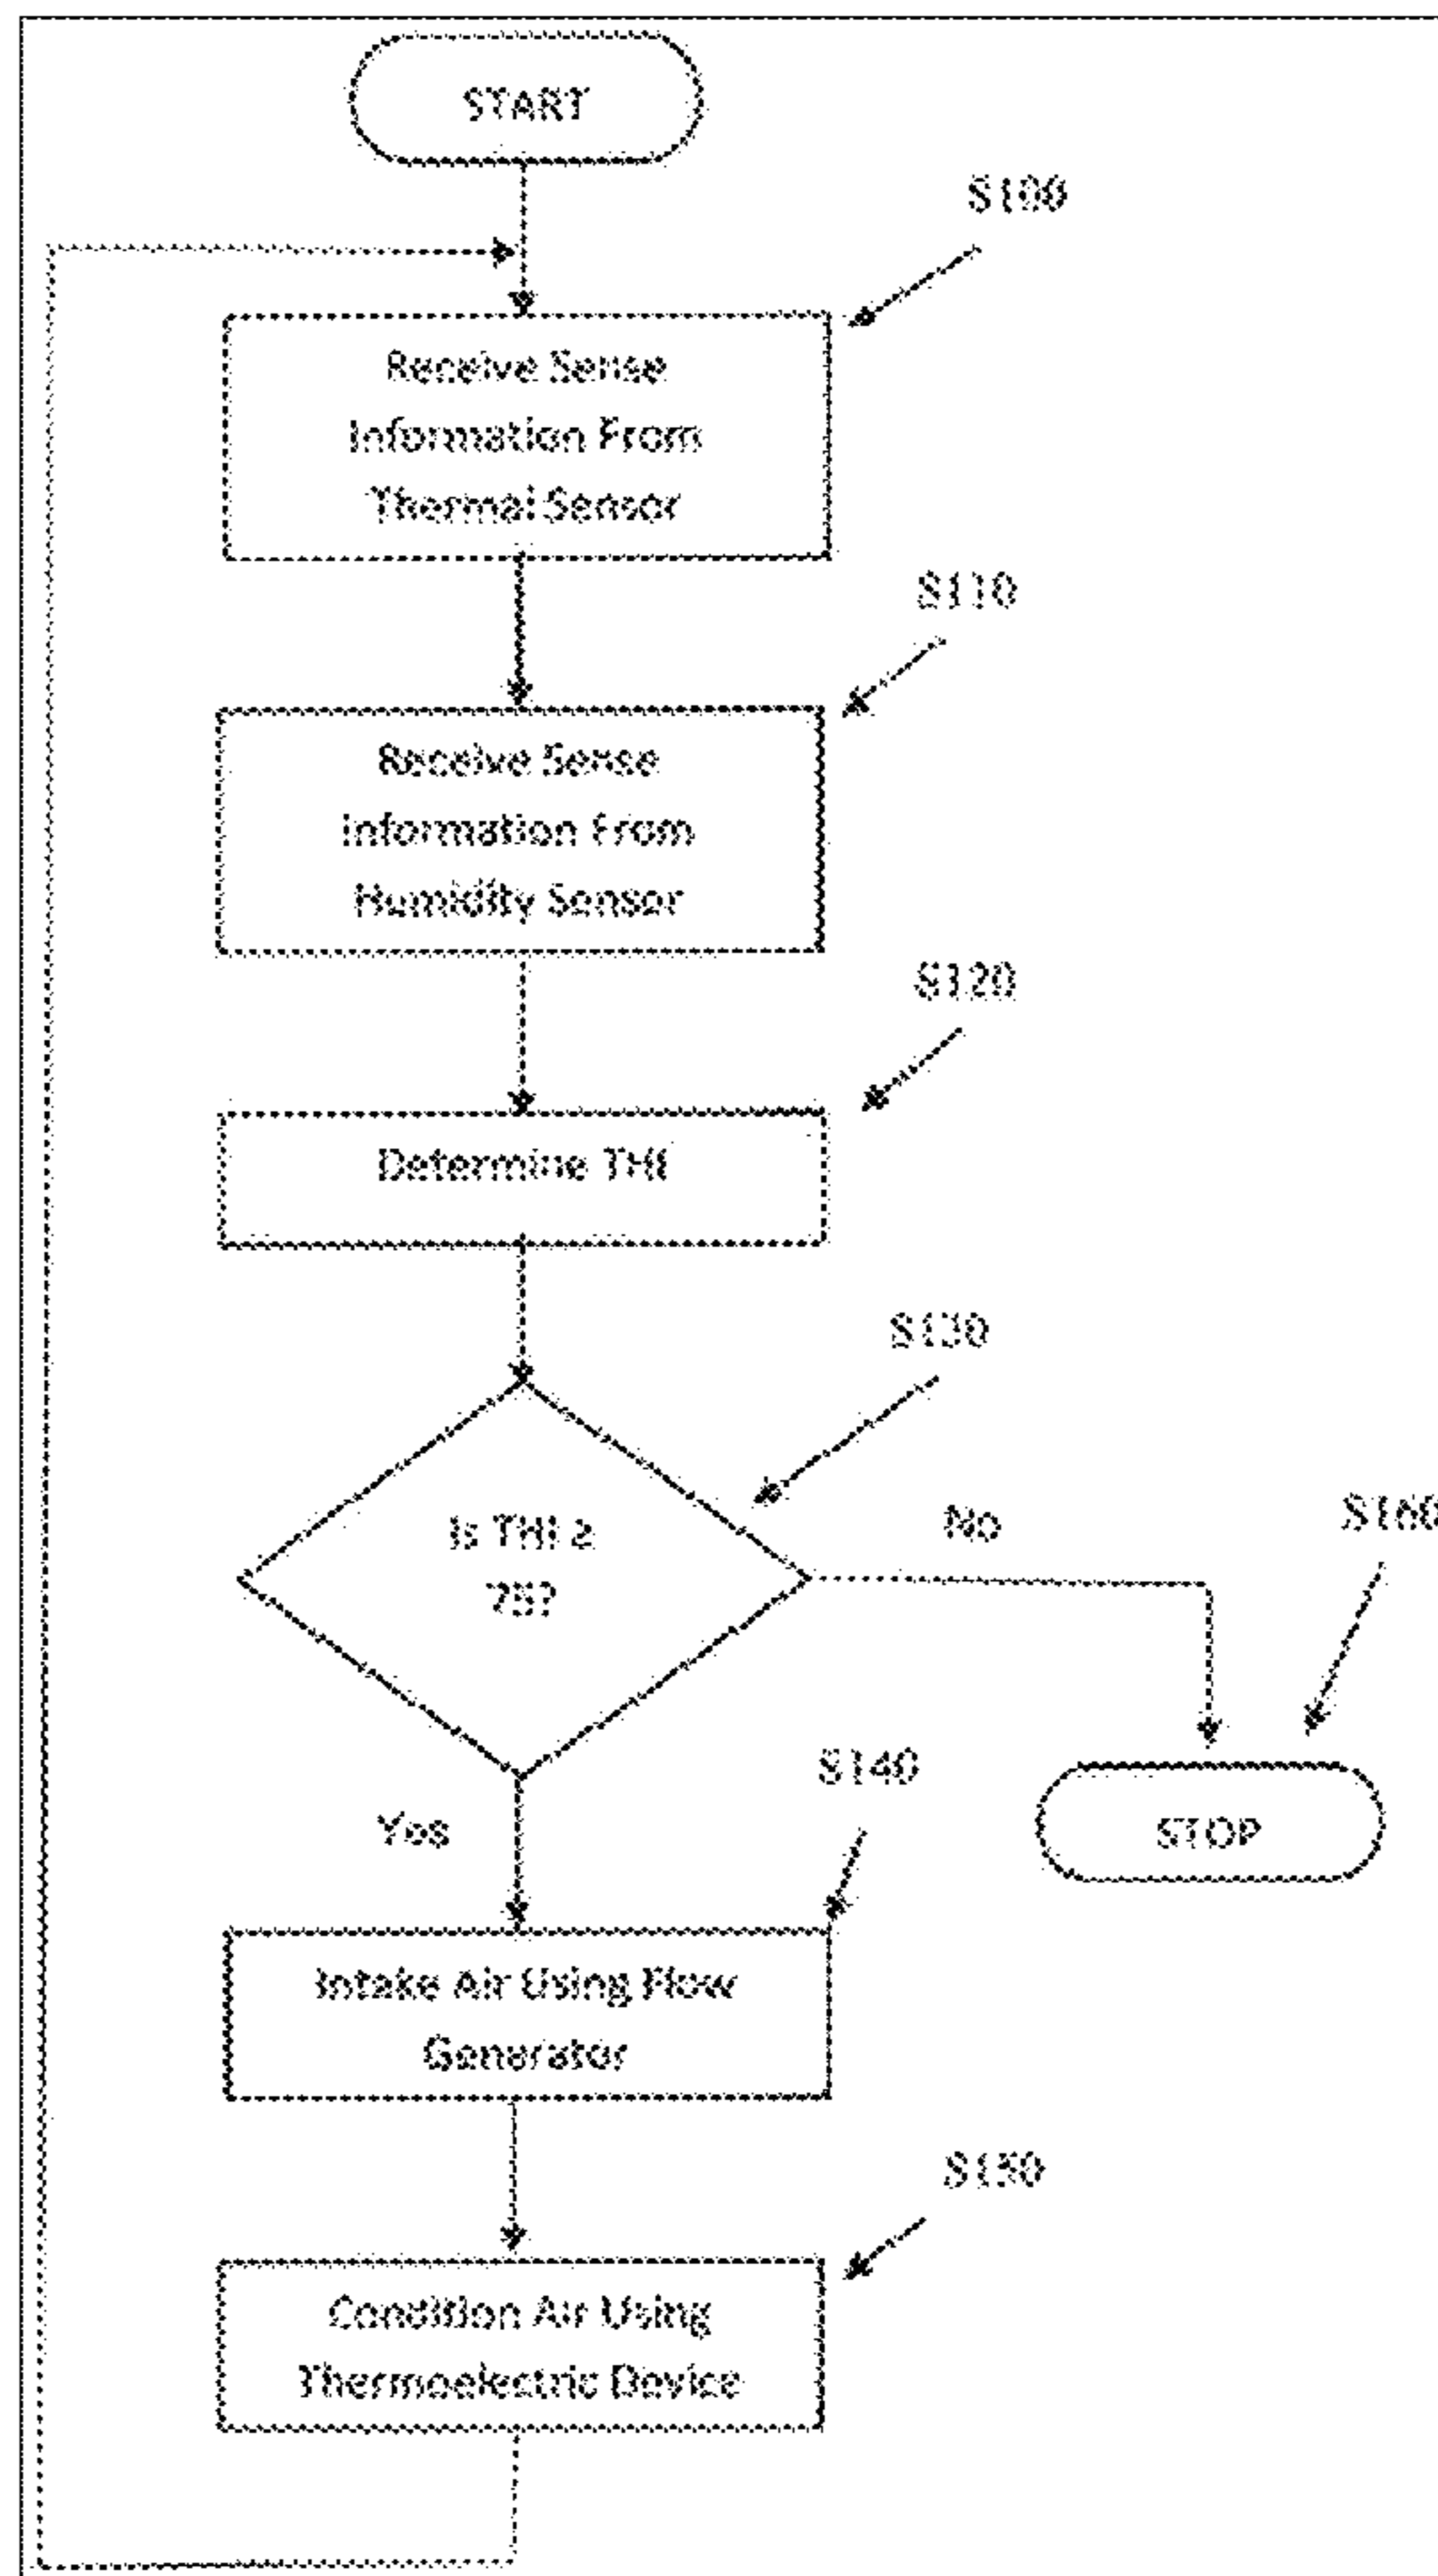 START
S100
Receive Sense
Information From
Thermal Sensor
S110
Receive Sense
Information From
Humidity Sensor
S120
Determine THI
S130
Is THI ≥
75?
No
S160
STOP
Yes
S140
Intake Air Using Flow
Generator
S150
Condition Air Using
Thermoelectric Device